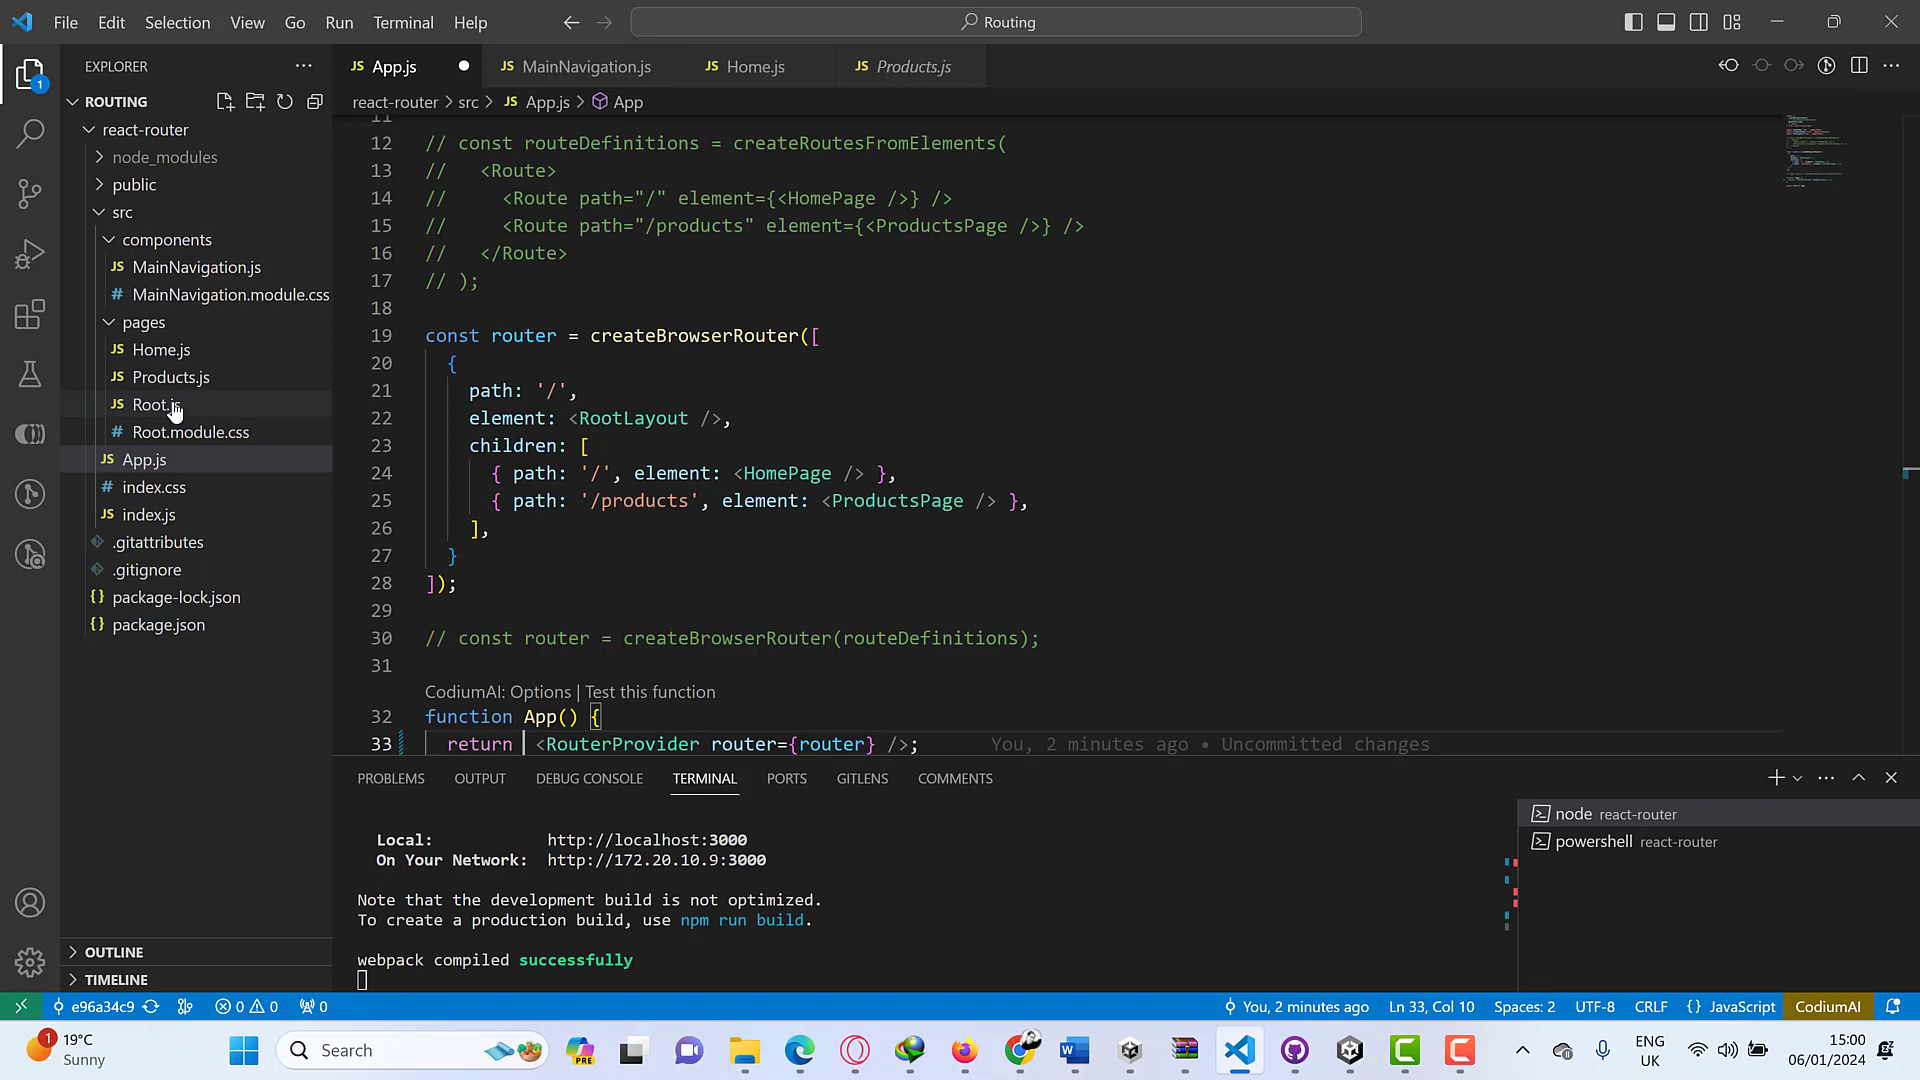 File Edit Selection View Go Run Terminal Help
Routing
EXPLORER
ROUTING
react-router
node_modules
public
src
components
JS MainNavigation.js
# MainNavigation.module.css
pages
JS Home.js
JS Products.js
JS Root.js
# Root.module.css
JS App.js
# index.css
JS index.js
.gitattributes
.gitignore
{} package-lock.json
{} package.json
OUTLINE
TIMELINE
1
JS App.js JS MainNavigation.js JS Home.js JS Products.js
react-router > src > JS App.js > App
11
12 // const routeDefinitions = createRoutesFromElements(
13 //   <Route>
14 //     <Route path="/" element={<HomePage />} />
15 //     <Route path="/products" element={<ProductsPage />} />
16 //   </Route>
17 // );
18
19 const router = createBrowserRouter([
20   {
21     path: '/',
22     element: <RootLayout />,
23     children: [
24       { path: '/', element: <HomePage /> },
25       { path: '/products', element: <ProductsPage /> },
26     ],
27   }
28 ]);
29
30 // const router = createBrowserRouter(routeDefinitions);
31
CodiumAI: Options | Test this function
32 function App() {
33   return  <RouterProvider router={router} />; You, 2 minutes ago • Uncommitted changes
PROBLEMS OUTPUT DEBUG CONSOLE TERMINAL PORTS GITLENS COMMENTS
Local: http://localhost:3000
On Your Network: http://172.20.10.9:3000
Note that the development build is not optimized.
To create a production build, use npm run build.
webpack compiled successfully
node react-router
powershell react-router
e96a34c9 0 0 0 You, 2 minutes ago Ln 33, Col 10 Spaces: 2 UTF-8 CRLF {} JavaScript CodiumAI
1 19°C
Sunny
Search
PRE
ENG
UK
15:00
06/01/2024